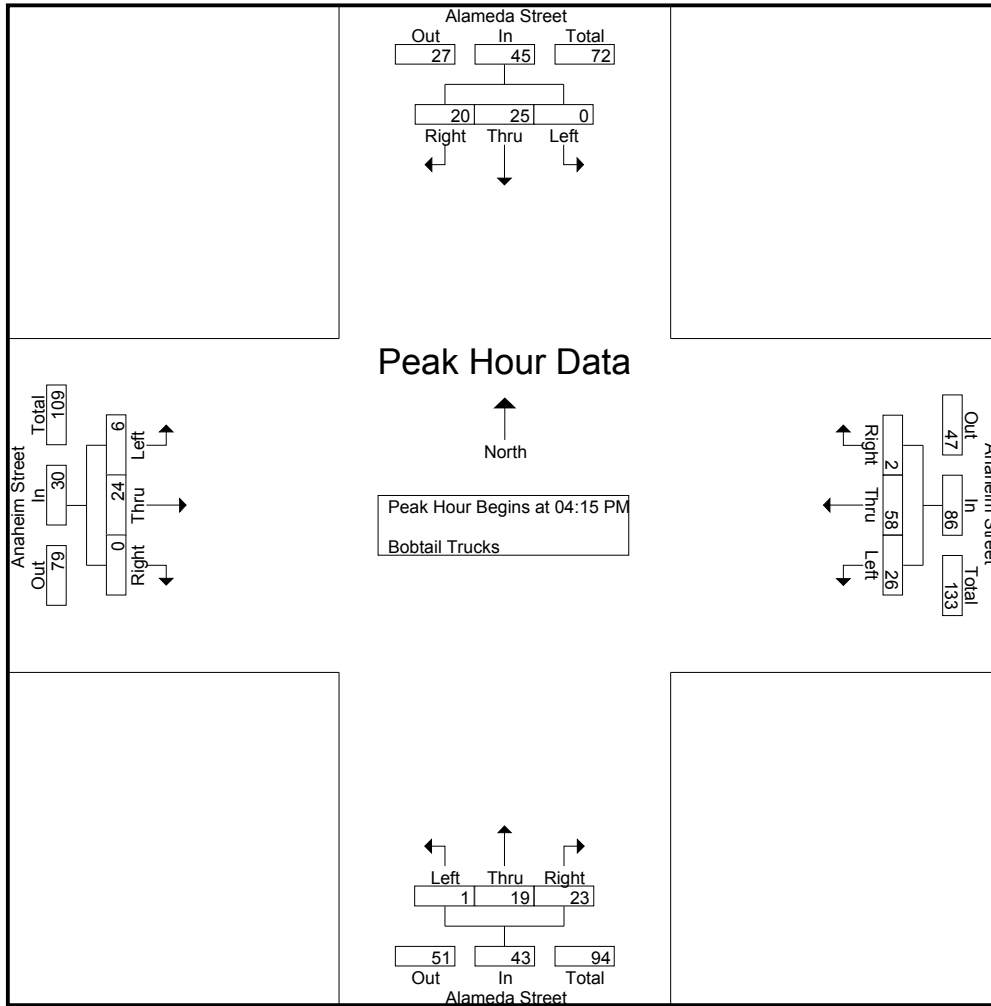 Alameda Street
Out In Total
27 45 72
20 25 0
Right Thru Left
Peak Hour Data
North
Peak Hour Begins at 04:15 PM
Bobtail Trucks
Anaheim Street
Out In Total
79 30 109
Right Thru Left
0 24 6
Anaheim Street
Out In Total
47 86 133
2 58 26
Right Thru Left
Left Thru Right
1 19 23
51 43 94
Out In Total
Alameda Street